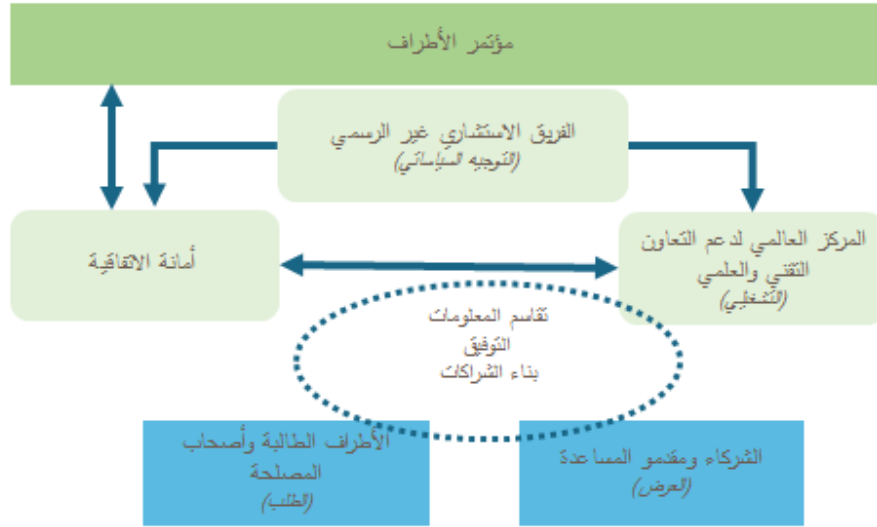 مؤتمر الأطراف
الفريق الاستشاري غير الرسمي
(التوجيه السياساتي)
المركز العالمي لدعم التعاون
التقني والعلمي
(التشغيلي)
أمانة الاتفاقية
تقاسم المعلومات
التوفيق
بناء الشراكات
الأطراف الطالبة وأصحاب
المصلحة
(الطلب)
الشركاء ومقدمو المساعدة
(العرض)